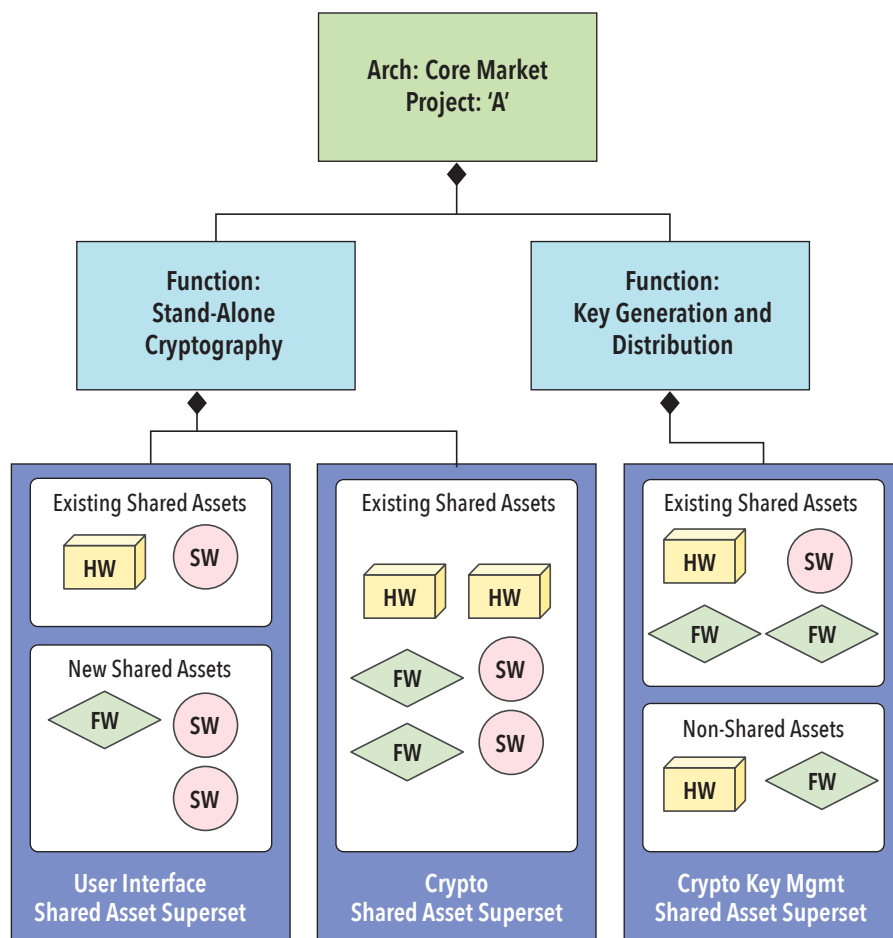 Arch: Core Market
Project: ‘A’
Function:
Stand-Alone
Cryptography
Function:
Key Generation and
Distribution
Existing Shared Assets
HW
SW
New Shared Assets
FW
SW
SW
User Interface
Shared Asset Superset
Existing Shared Assets
HW
HW
FW
SW
FW
SW
Crypto
Shared Asset Superset
Existing Shared Assets
HW
SW
FW
FW
Non-Shared Assets
HW
FW
Crypto Key Mgmt
Shared Asset Superset